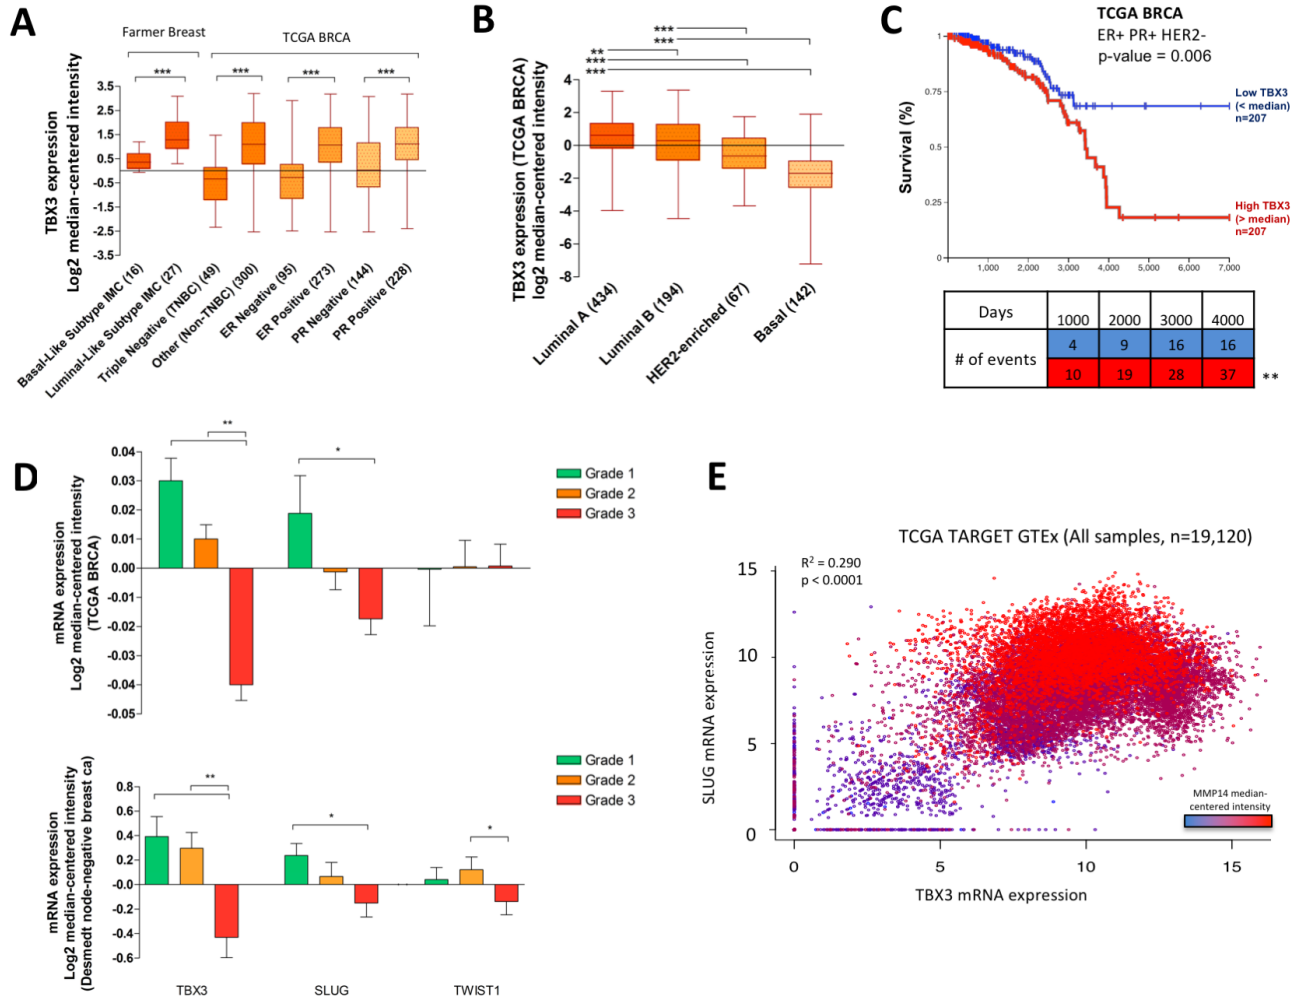 A
Farmer Breast
TCGA BRCA
***
***
***
***
3.5
2.5
1.5
0.5
-0.5
-1.5
-2.5
-3.5
TBX3 expression
Log2 median-centered intensity
Basal-Like Subtype IMC (16)
Luminal-Like Subtype IMC (27)
Triple Negative (TNBC) (49)
Other (Non-TNBC) (300)
ER Negative (95)
ER Positive (273)
PR Negative (144)
PR Positive (228)
B
***
***
**
***
***
4
2
0
-2
-4
-6
-8
TBX3 expression (TCGA BRCA)
log2 median-centered intensity
Luminal A (434)
Luminal B (194)
HER2-enriched (67)
Basal (142)
C
TCGA BRCA
ER+ PR+ HER2-
p-value = 0.006
1
0.75
0.5
0.25
0
Survival (%)
Low TBX3
(< median)
n=207
High TBX3
(> median)
n=207
1,000 2,000 3,000 4,000 5,000 6,000 7,000
Days 1000 2000 3000 4000
# of events
4 9 16 16
10 19 28 37 **
D
**
*
0.04
0.03
0.02
0.01
0.00
-0.01
-0.02
-0.03
-0.04
-0.05
mRNA expression
Log2 median-centered intensity
(TCGA BRCA)
Grade 1
Grade 2
Grade 3
**
*
*
0.8
0.6
0.4
0.2
-0.0
-0.2
-0.4
-0.6
mRNA expression
Log2 median-centered intensity
(Desmedt node-negative breast ca)
Grade 1
Grade 2
Grade 3
TBX3 SLUG TWIST1
E
TCGA TARGET GTEx (All samples, n=19,120)
R2 = 0.290
p < 0.0001
15
10
5
0
SLUG mRNA expression
MMP14 median-
centered intensity
0 5 10 15
TBX3 mRNA expression